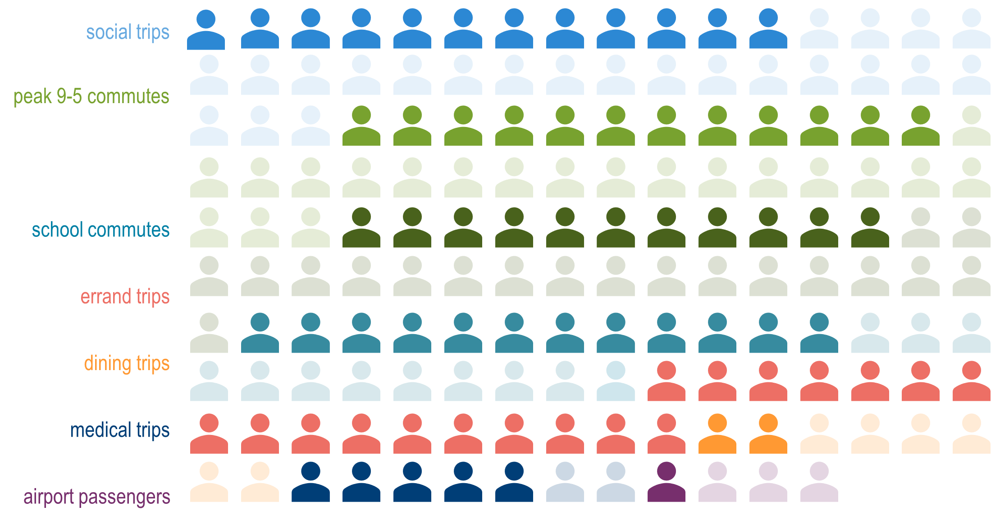 social trips
peak 9-5 commutes
school commutes
errand trips
dining trips
medical trips
airport passengers